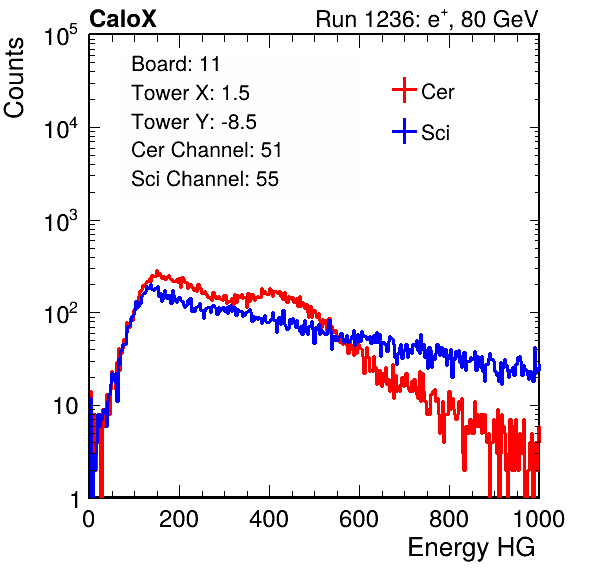 CaloX Run 1236: e+, 80 GeV
Counts
10^5
10^4
10^3
10^2
10
1
Board: 11
Tower X: 1.5
Tower Y: -8.5
Cer Channel: 51
Sci Channel: 55
Cer
Sci
0 200 400 600 800 1000
Energy HG